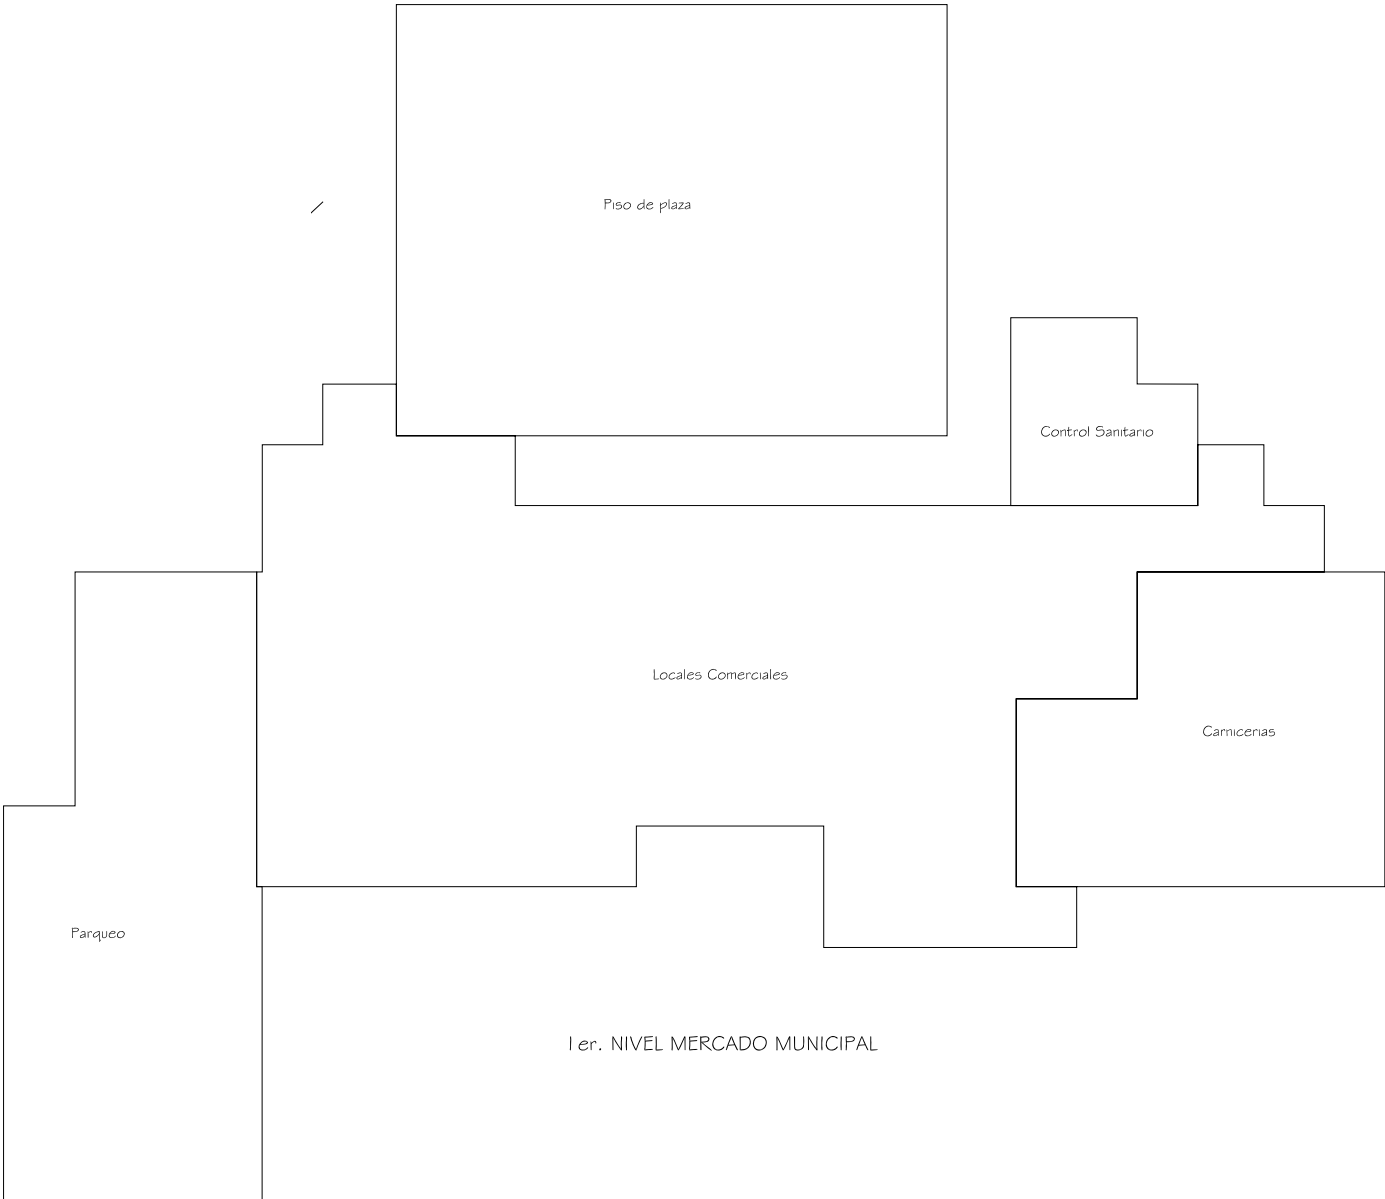 Piso de plaza
Control Sanitario
Locales Comerciales
Carnicerias
Parqueo
1er. NIVEL MERCADO MUNICIPAL